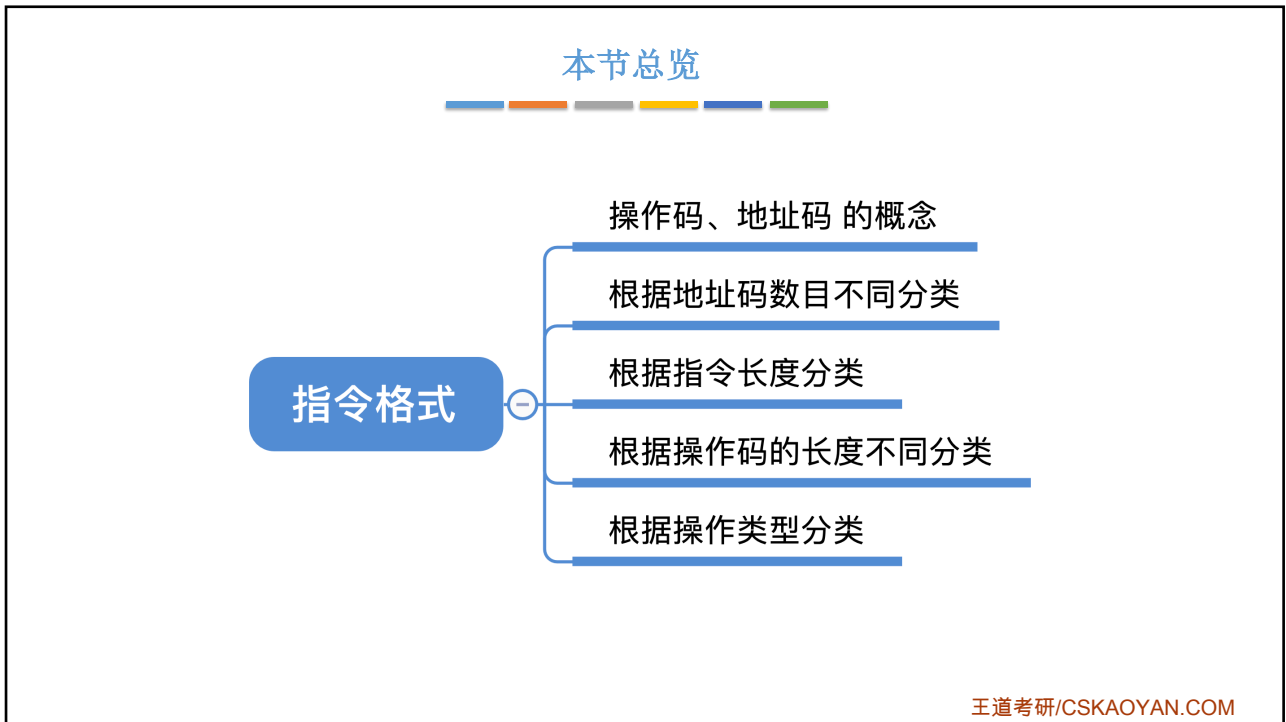 本节总览
操作码、地址码 的概念
根据地址码数目不同分类
根据指令长度分类
指令格式
根据操作码的长度不同分类
根据操作类型分类
王道考研/CSKAOYAN.COM